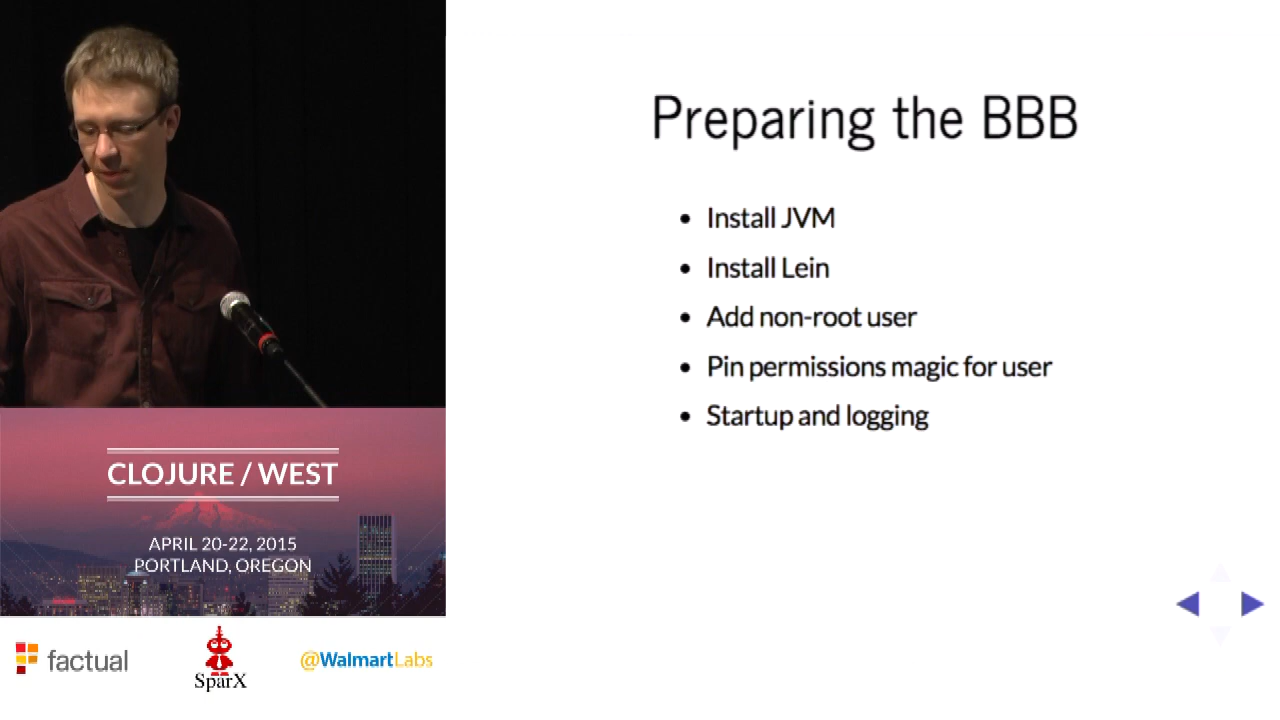 Preparing the BBB
Install JVM
Install Lein
Add non-root user
Pin permissions magic for user
Startup and logging
CLOJURE / WEST
APRIL 20-22, 2015
PORTLAND, OREGON
factual
SparX
@WalmartLabs